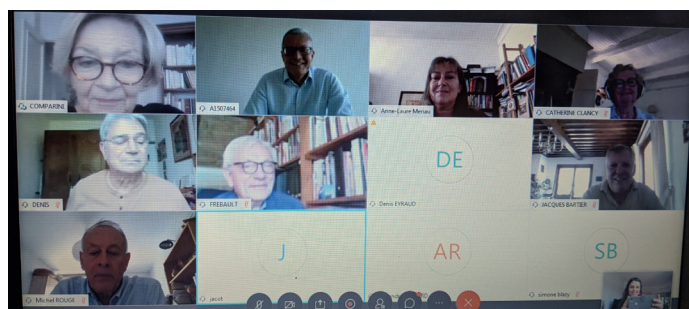 COMPARINI
A1507464
Anne-Laure Meriau
CATHERINE CLANCY
DENIS
FREBAULT
DE
Denis EYRAUD
JACQUES BARTIER
Michel ROUGE
J
jacot
AR
SB
simone blazy